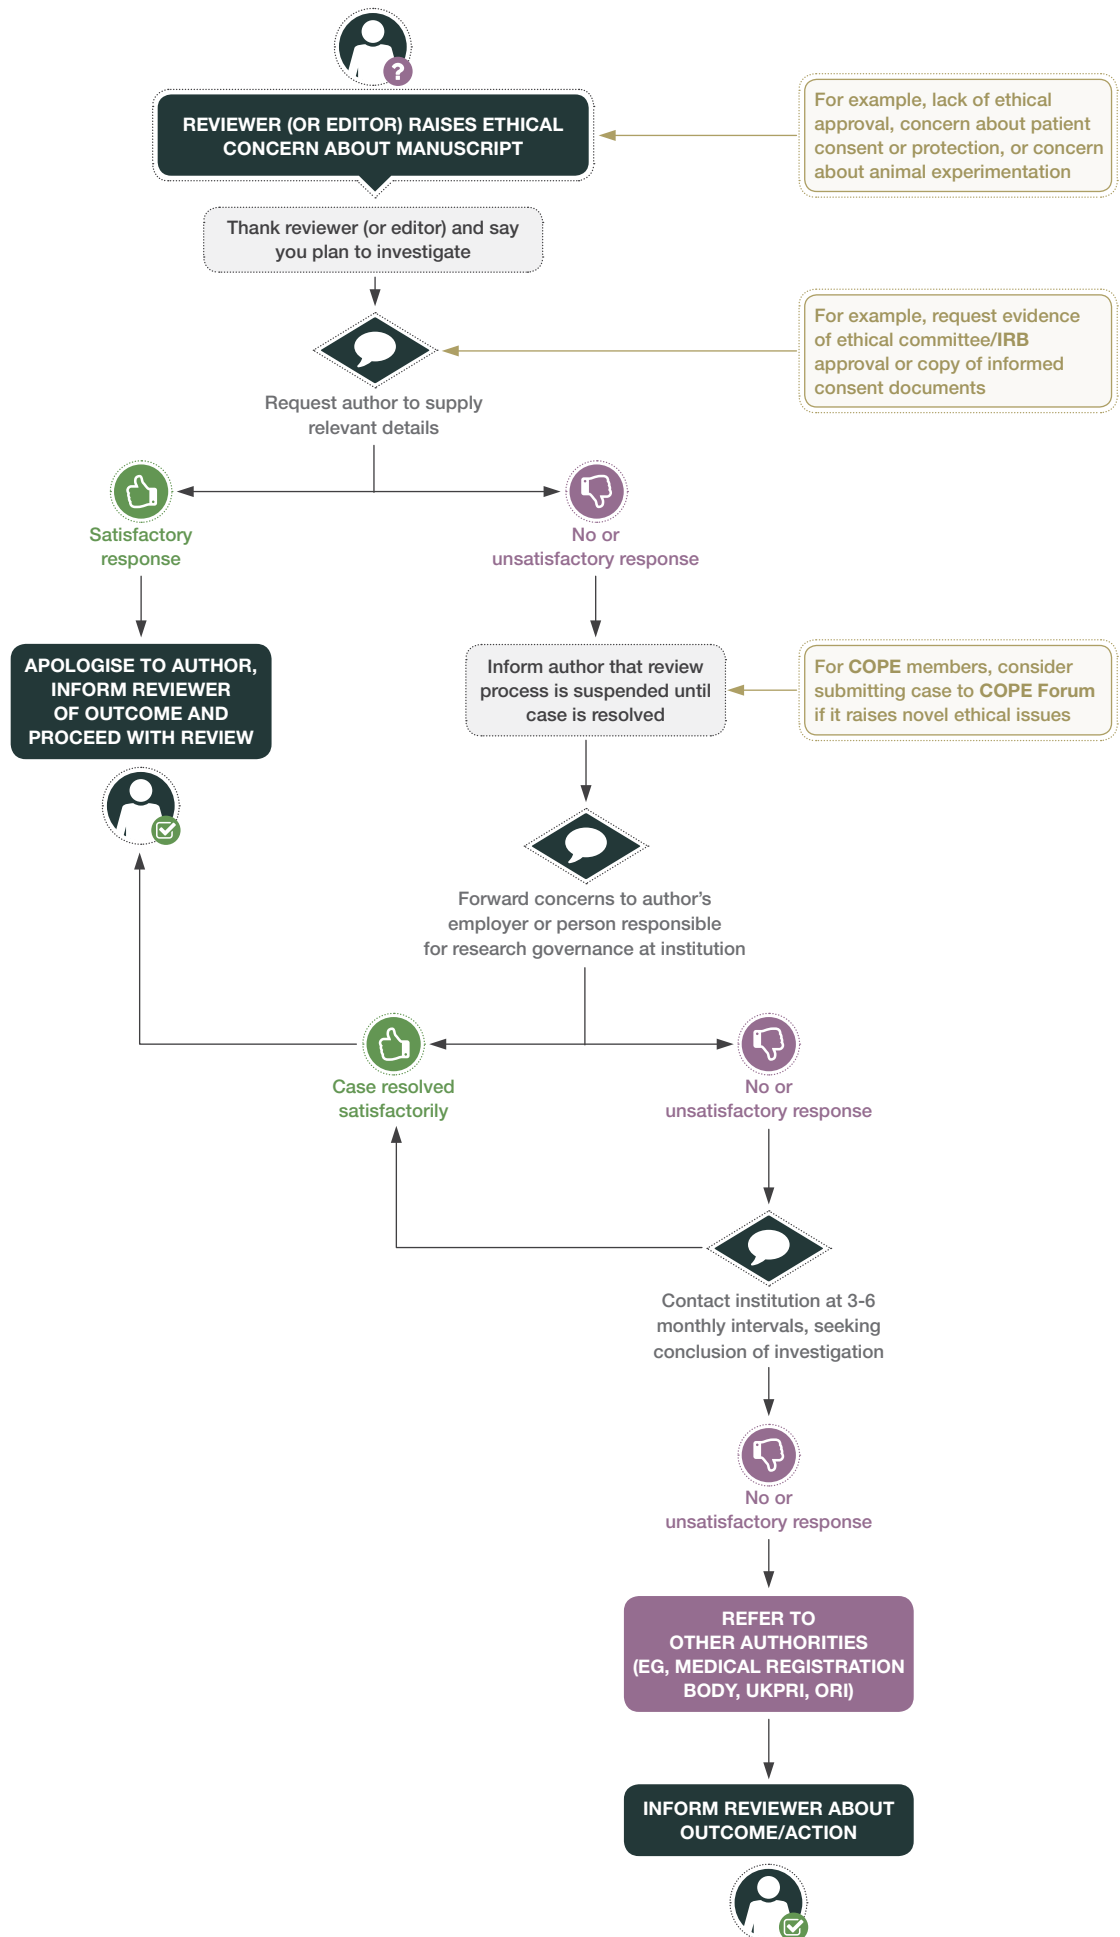 ?
REVIEWER (OR EDITOR) RAISES ETHICAL
CONCERN ABOUT MANUSCRIPT
For example, lack of ethical
approval, concern about patient
consent or protection, or concern
about animal experimentation
Thank reviewer (or editor) and say
you plan to investigate
For example, request evidence
of ethical committee/IRB
approval or copy of informed
consent documents
Request author to supply
relevant details
Satisfactory
response
No or
unsatisfactory response
APOLOGISE TO AUTHOR,
INFORM REVIEWER
OF OUTCOME AND
PROCEED WITH REVIEW
Inform author that review
process is suspended until
case is resolved
For COPE members, consider
submitting case to COPE Forum
if it raises novel ethical issues
Forward concerns to author’s
employer or person responsible
for research governance at institution
Case resolved
satisfactorily
No or
unsatisfactory response
Contact institution at 3-6
monthly intervals, seeking
conclusion of investigation
No or
unsatisfactory response
REFER TO
OTHER AUTHORITIES
(EG, MEDICAL REGISTRATION
BODY, UKPRI, ORI)
INFORM REVIEWER ABOUT
OUTCOME/ACTION